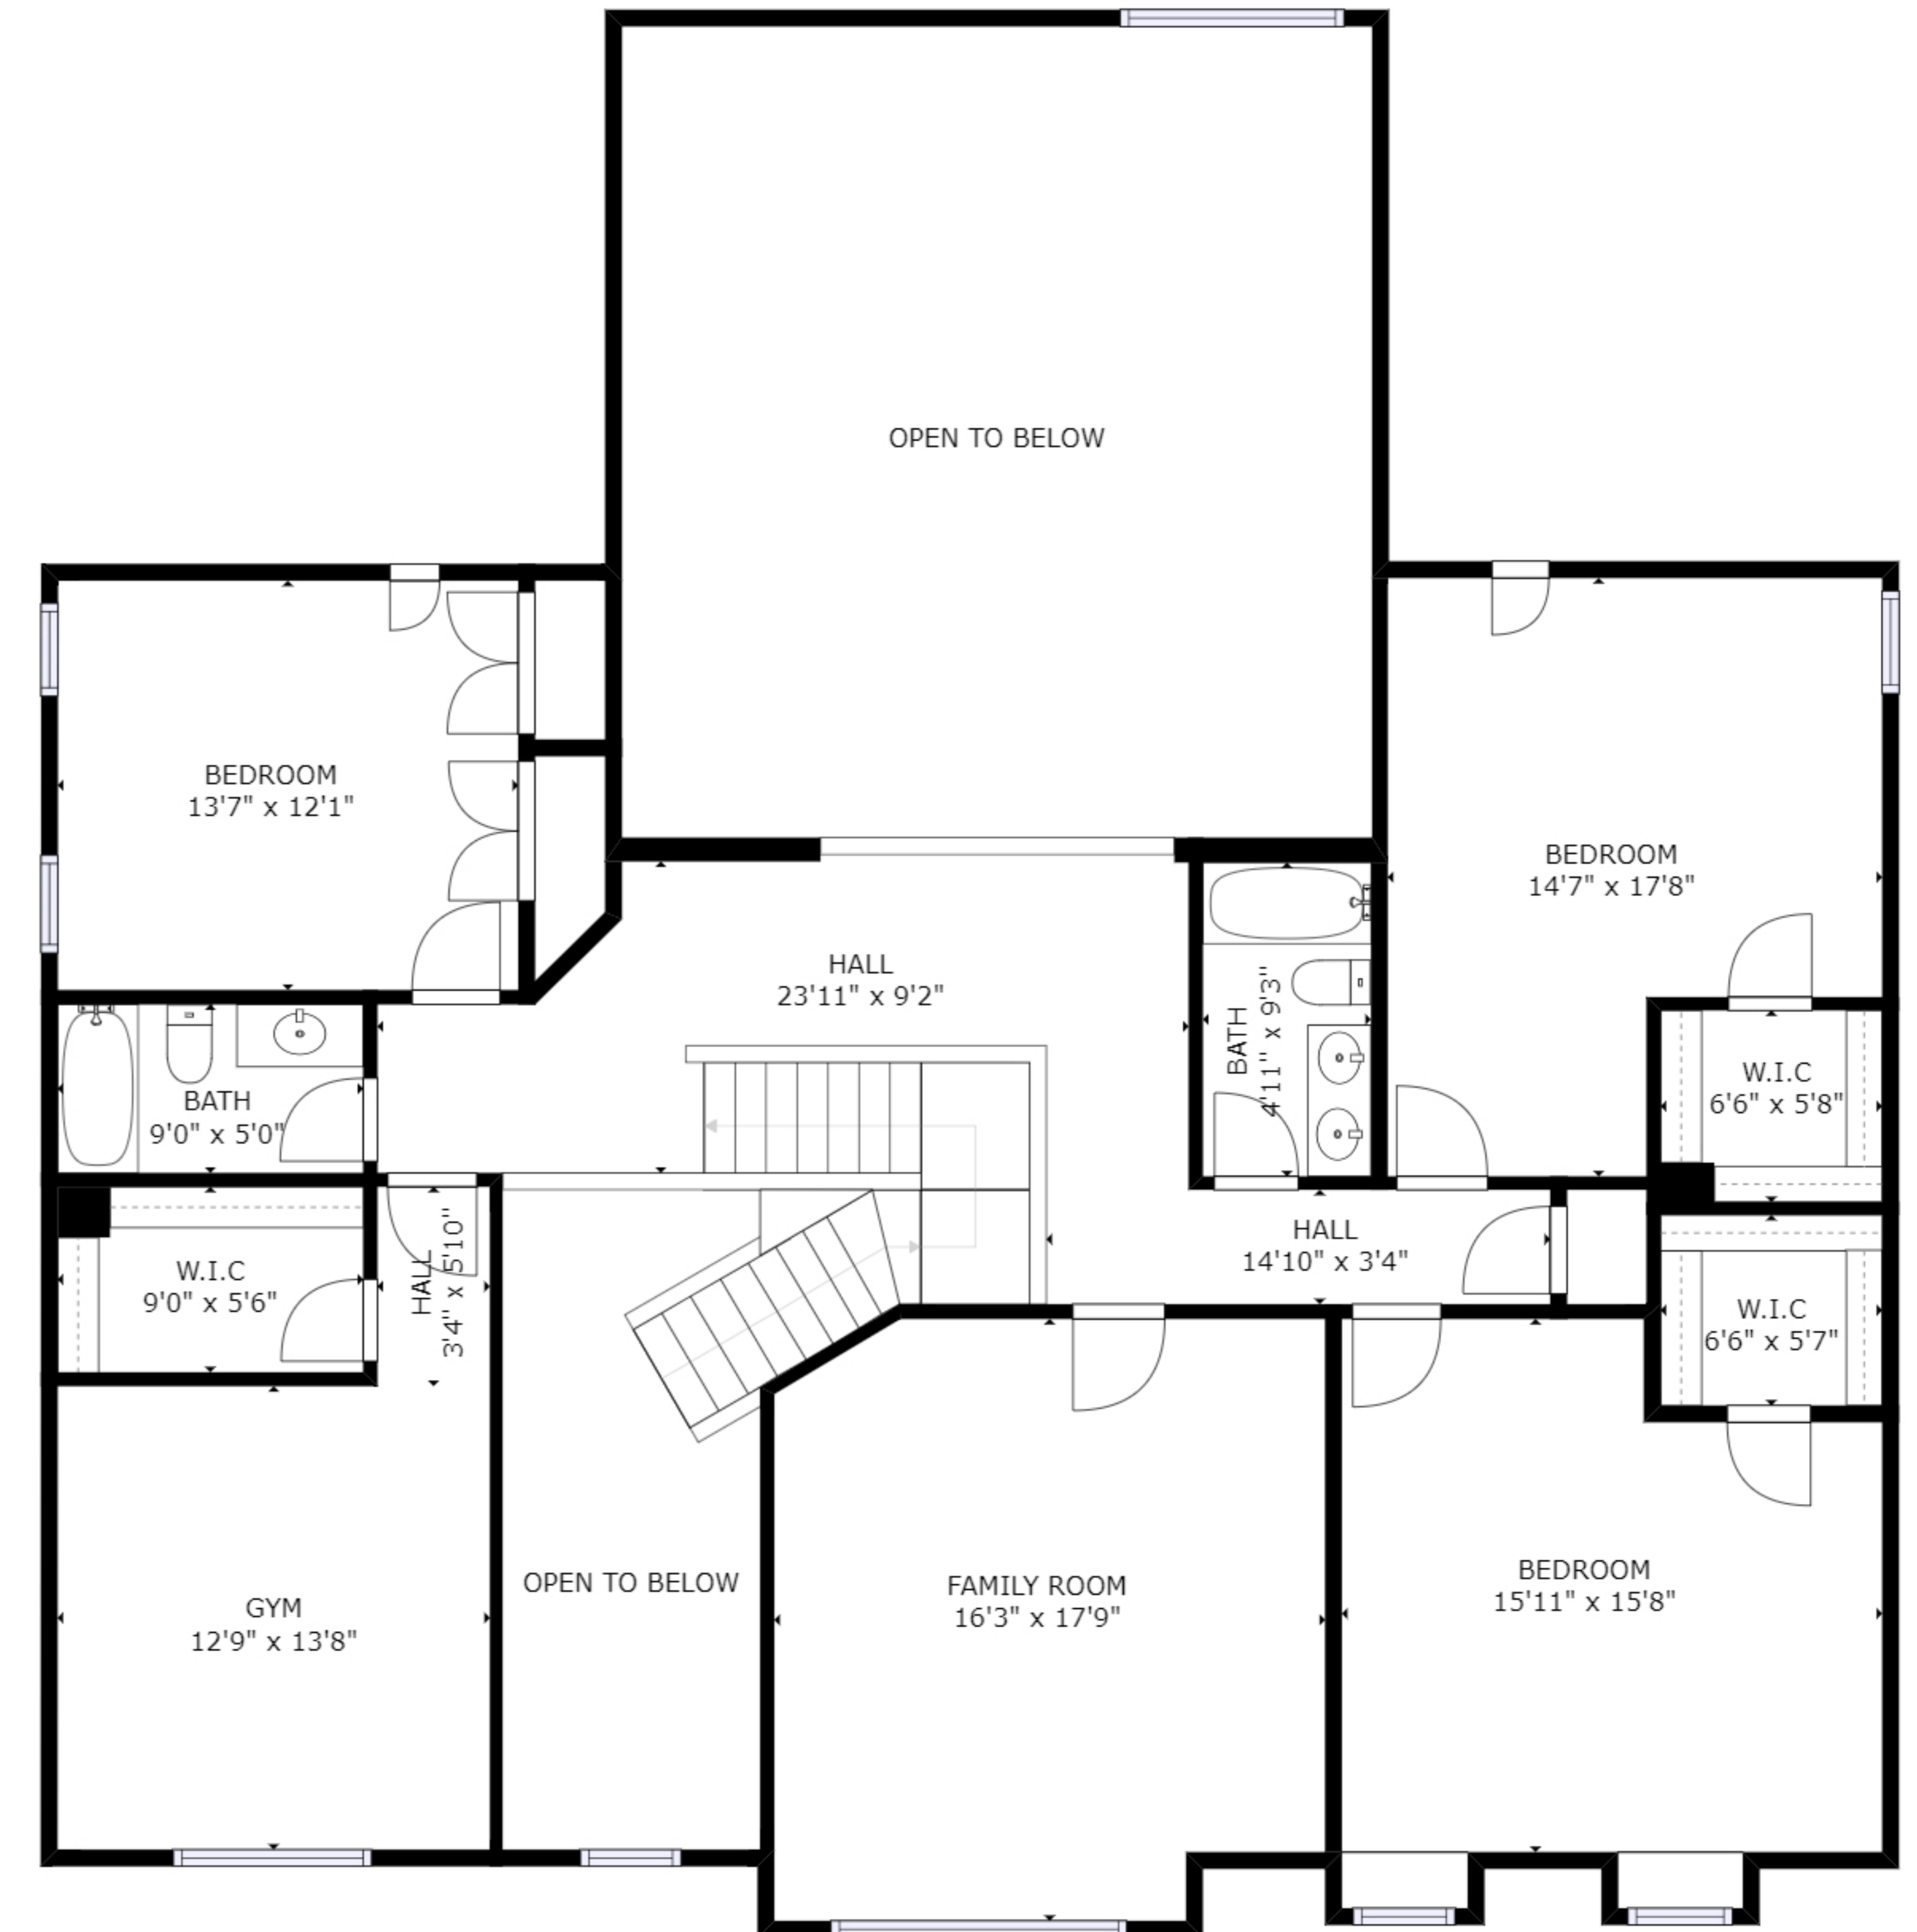 OPEN TO BELOW
BEDROOM
13'7" x 12'1"
BEDROOM
14'7" x 17'8"
HALL
23'11" x 9'2"
BATH
4'11" x 9'3"
BATH
9'0" x 5'0"
W.I.C
6'6" x 5'8"
HALL
14'10" x 3'4"
W.I.C
9'0" x 5'6"
HALL
3'4" x 5'10"
W.I.C
6'6" x 5'7"
OPEN TO BELOW
GYM
12'9" x 13'8"
FAMILY ROOM
16'3" x 17'9"
BEDROOM
15'11" x 15'8"